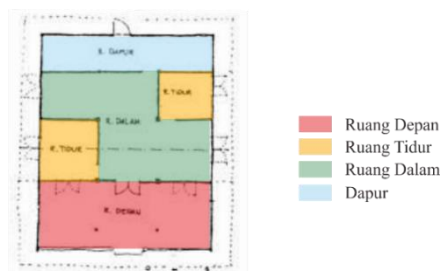 R. DAPUR
R.TIDUR
R. DALAM
R. TIDUR
R. DEPAN
Ruang Depan
Ruang Tidur
Ruang Dalam
Dapur